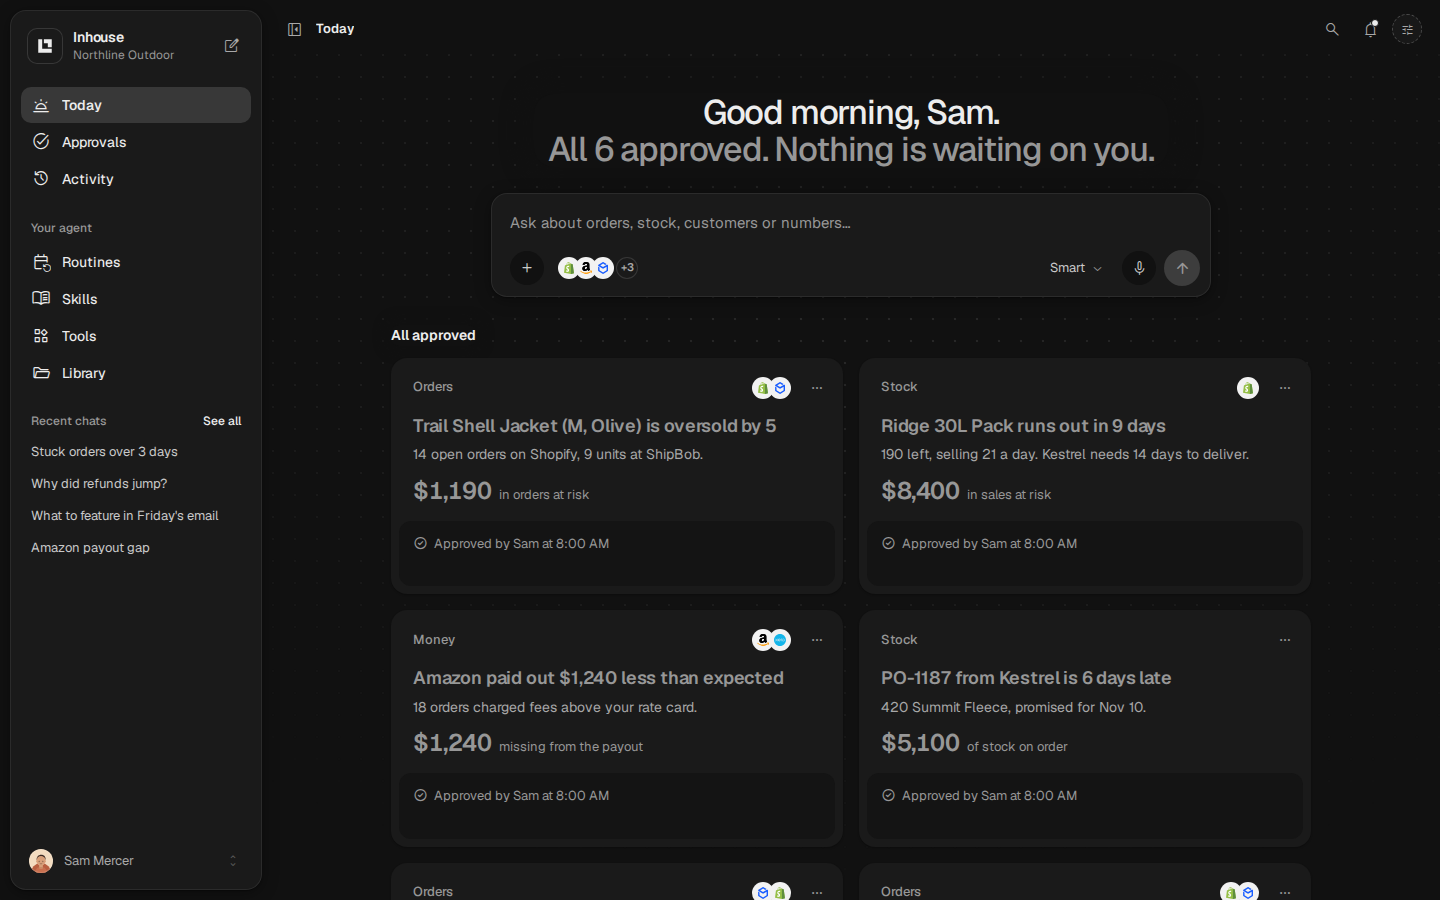 Inhouse
Northline Outdoor
Today
Approvals
Activity
Your agent
Routines
Skills
Tools
Library
Recent chats
See all
Stuck orders over 3 days
Why did refunds jump?
What to feature in Friday's email
Amazon payout gap
Sam Mercer
Today
Good morning, Sam.
All 6 approved. Nothing is waiting on you.
Ask about orders, stock, customers or numbers...
+3
Smart
All approved
Orders
Trail Shell Jacket (M, Olive) is oversold by 5
14 open orders on Shopify, 9 units at ShipBob.
$1,190 in orders at risk
Approved by Sam at 8:00 AM
Stock
Ridge 30L Pack runs out in 9 days
190 left, selling 21 a day. Kestrel needs 14 days to deliver.
$8,400 in sales at risk
Approved by Sam at 8:00 AM
Money
Amazon paid out $1,240 less than expected
18 orders charged fees above your rate card.
$1,240 missing from the payout
Approved by Sam at 8:00 AM
Stock
PO-1187 from Kestrel is 6 days late
420 Summit Fleece, promised for Nov 10.
$5,100 of stock on order
Approved by Sam at 8:00 AM
Orders
Orders